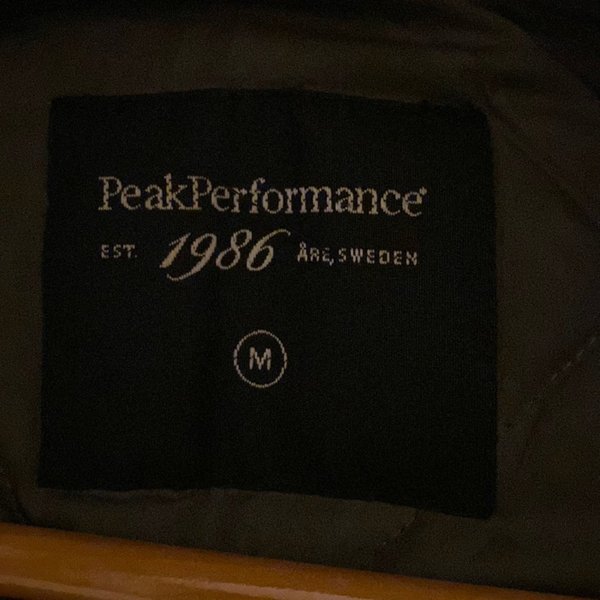 PeakPerformance
EST. 1986 ÅRE, SWEDEN
M